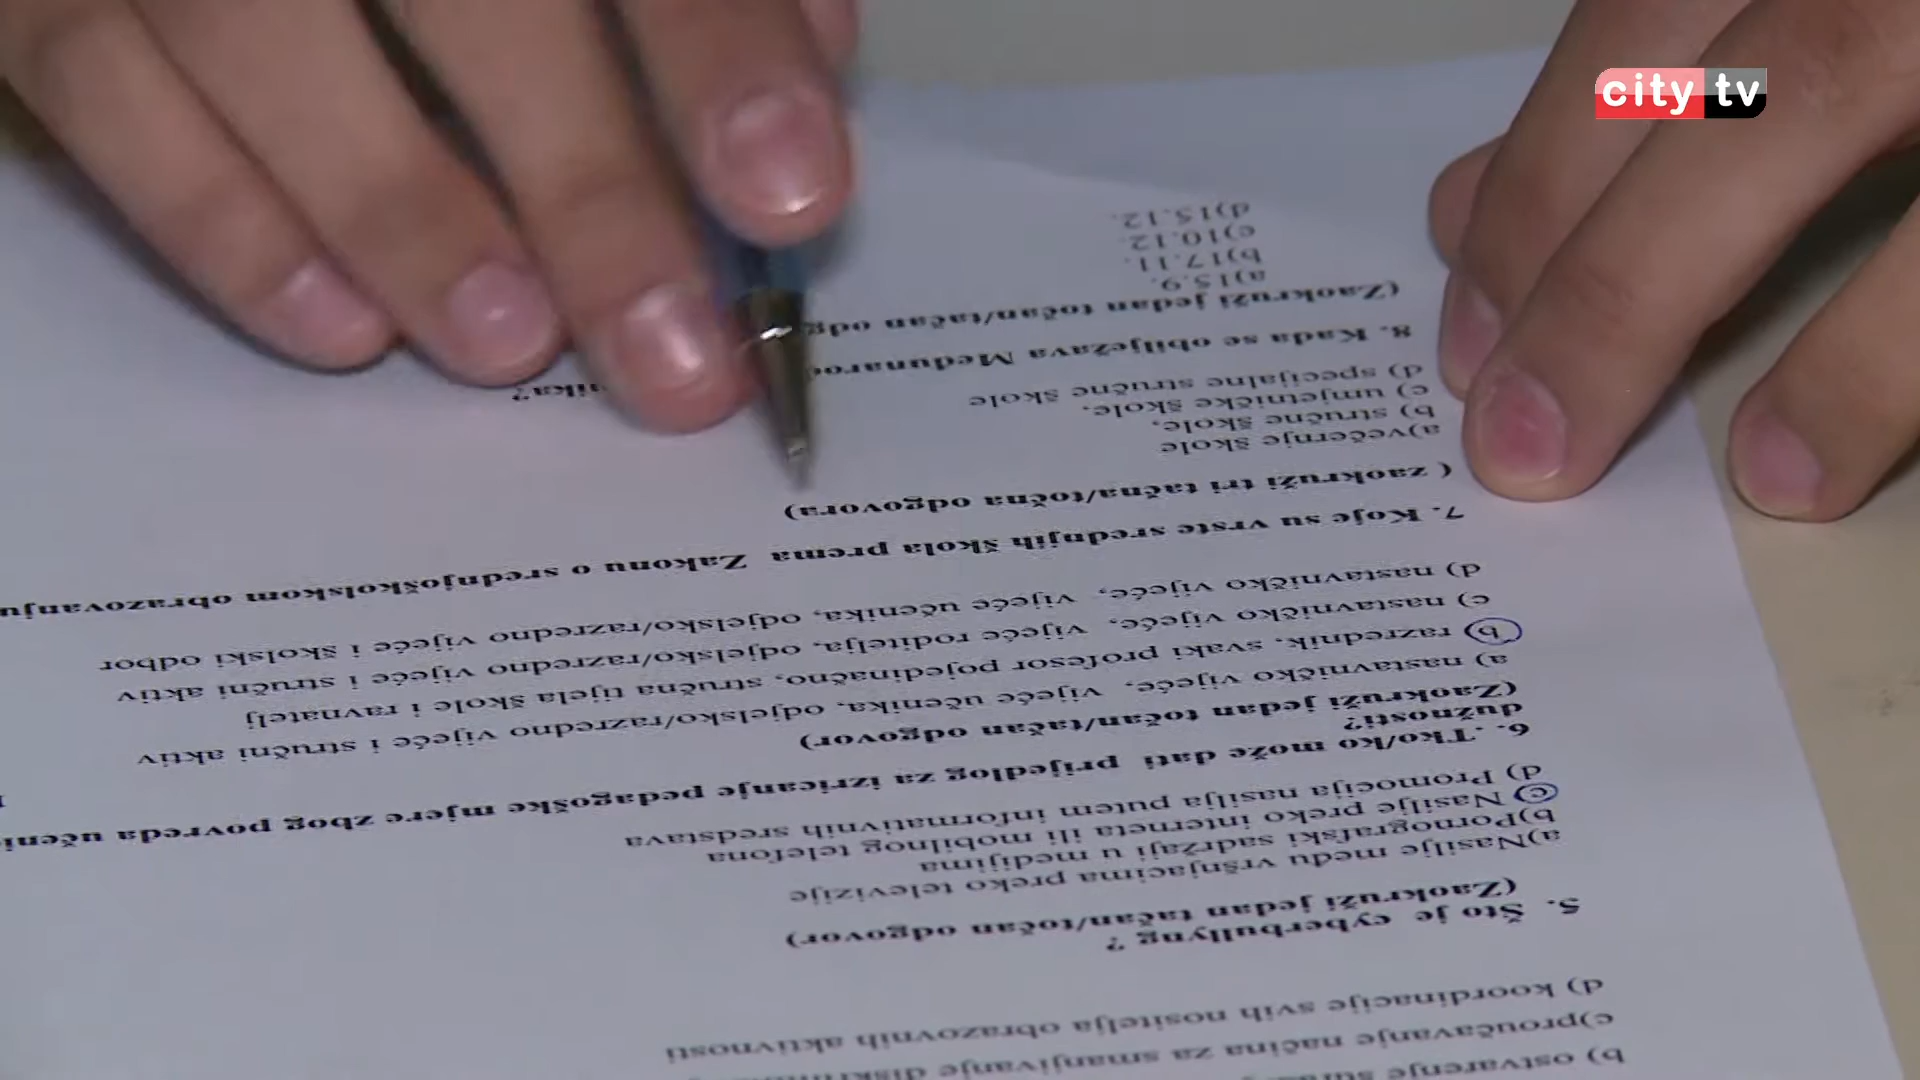 city tv
b) ostvarenje
c)proučavanje načina za smanjivanje
d) koordinacije svih nositelja obrazovnih aktivnosti
5. Što je cyberbullyng ?
(Zaokruži jedan tačan/točan odgovor)
a)Nasilje među vršnjacima preko televizije
b)Pornografski sadržaji u medijima
c) Nasilje preko interneta ili mobilnog telefona
d) Promocija nasilja putem informativnih sredstava
6. .Tko/ko može dati prijedlog za izricanje pedagoške mjere zbog povreda
dužnosti?
(Zaokruži jedan točan/tačan odgovor)
a) nastavničko vijeće, vijeće učenika, odjelsko/razredno vijeće i stručni aktiv
b) razrednik, svaki profesor pojedinačno, stručna tijela škole i ravnatelj
c) nastavničko vijeće, vijeće roditelja, odjelsko/razredno vijeće i stručni aktiv
d) nastavničko vijeće, vijeće učenika, odjelsko/razredno vijeće i školski odbor
7. Koje su vrste srednjih škola prema Zakonu o srednjoškolskom obrazovanju
( zaokruži tri tačna/točna odgovora)
a)večernje škole
b) stručne škole.
c) umjetničke škole.
d) specijalne stručne škole
8. Kada se obilježava
(Zaokruži jedan točan/tačan
a)15.9.
b)17.11.
c)10.12.
d)15.12.